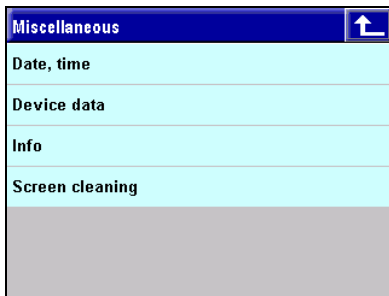 Miscellaneous
Date, time
Device data
Info
Screen cleaning